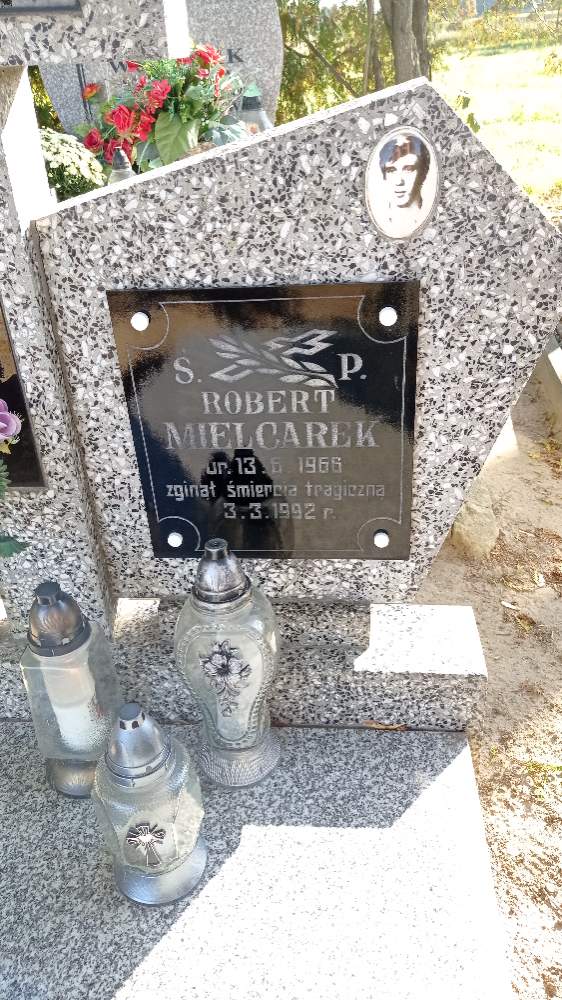 Ś. P.
ROBERT
MIELCAREK
ur. 13 . 6 1966
zginął śmiercią tragiczną
3.3.1992 r.